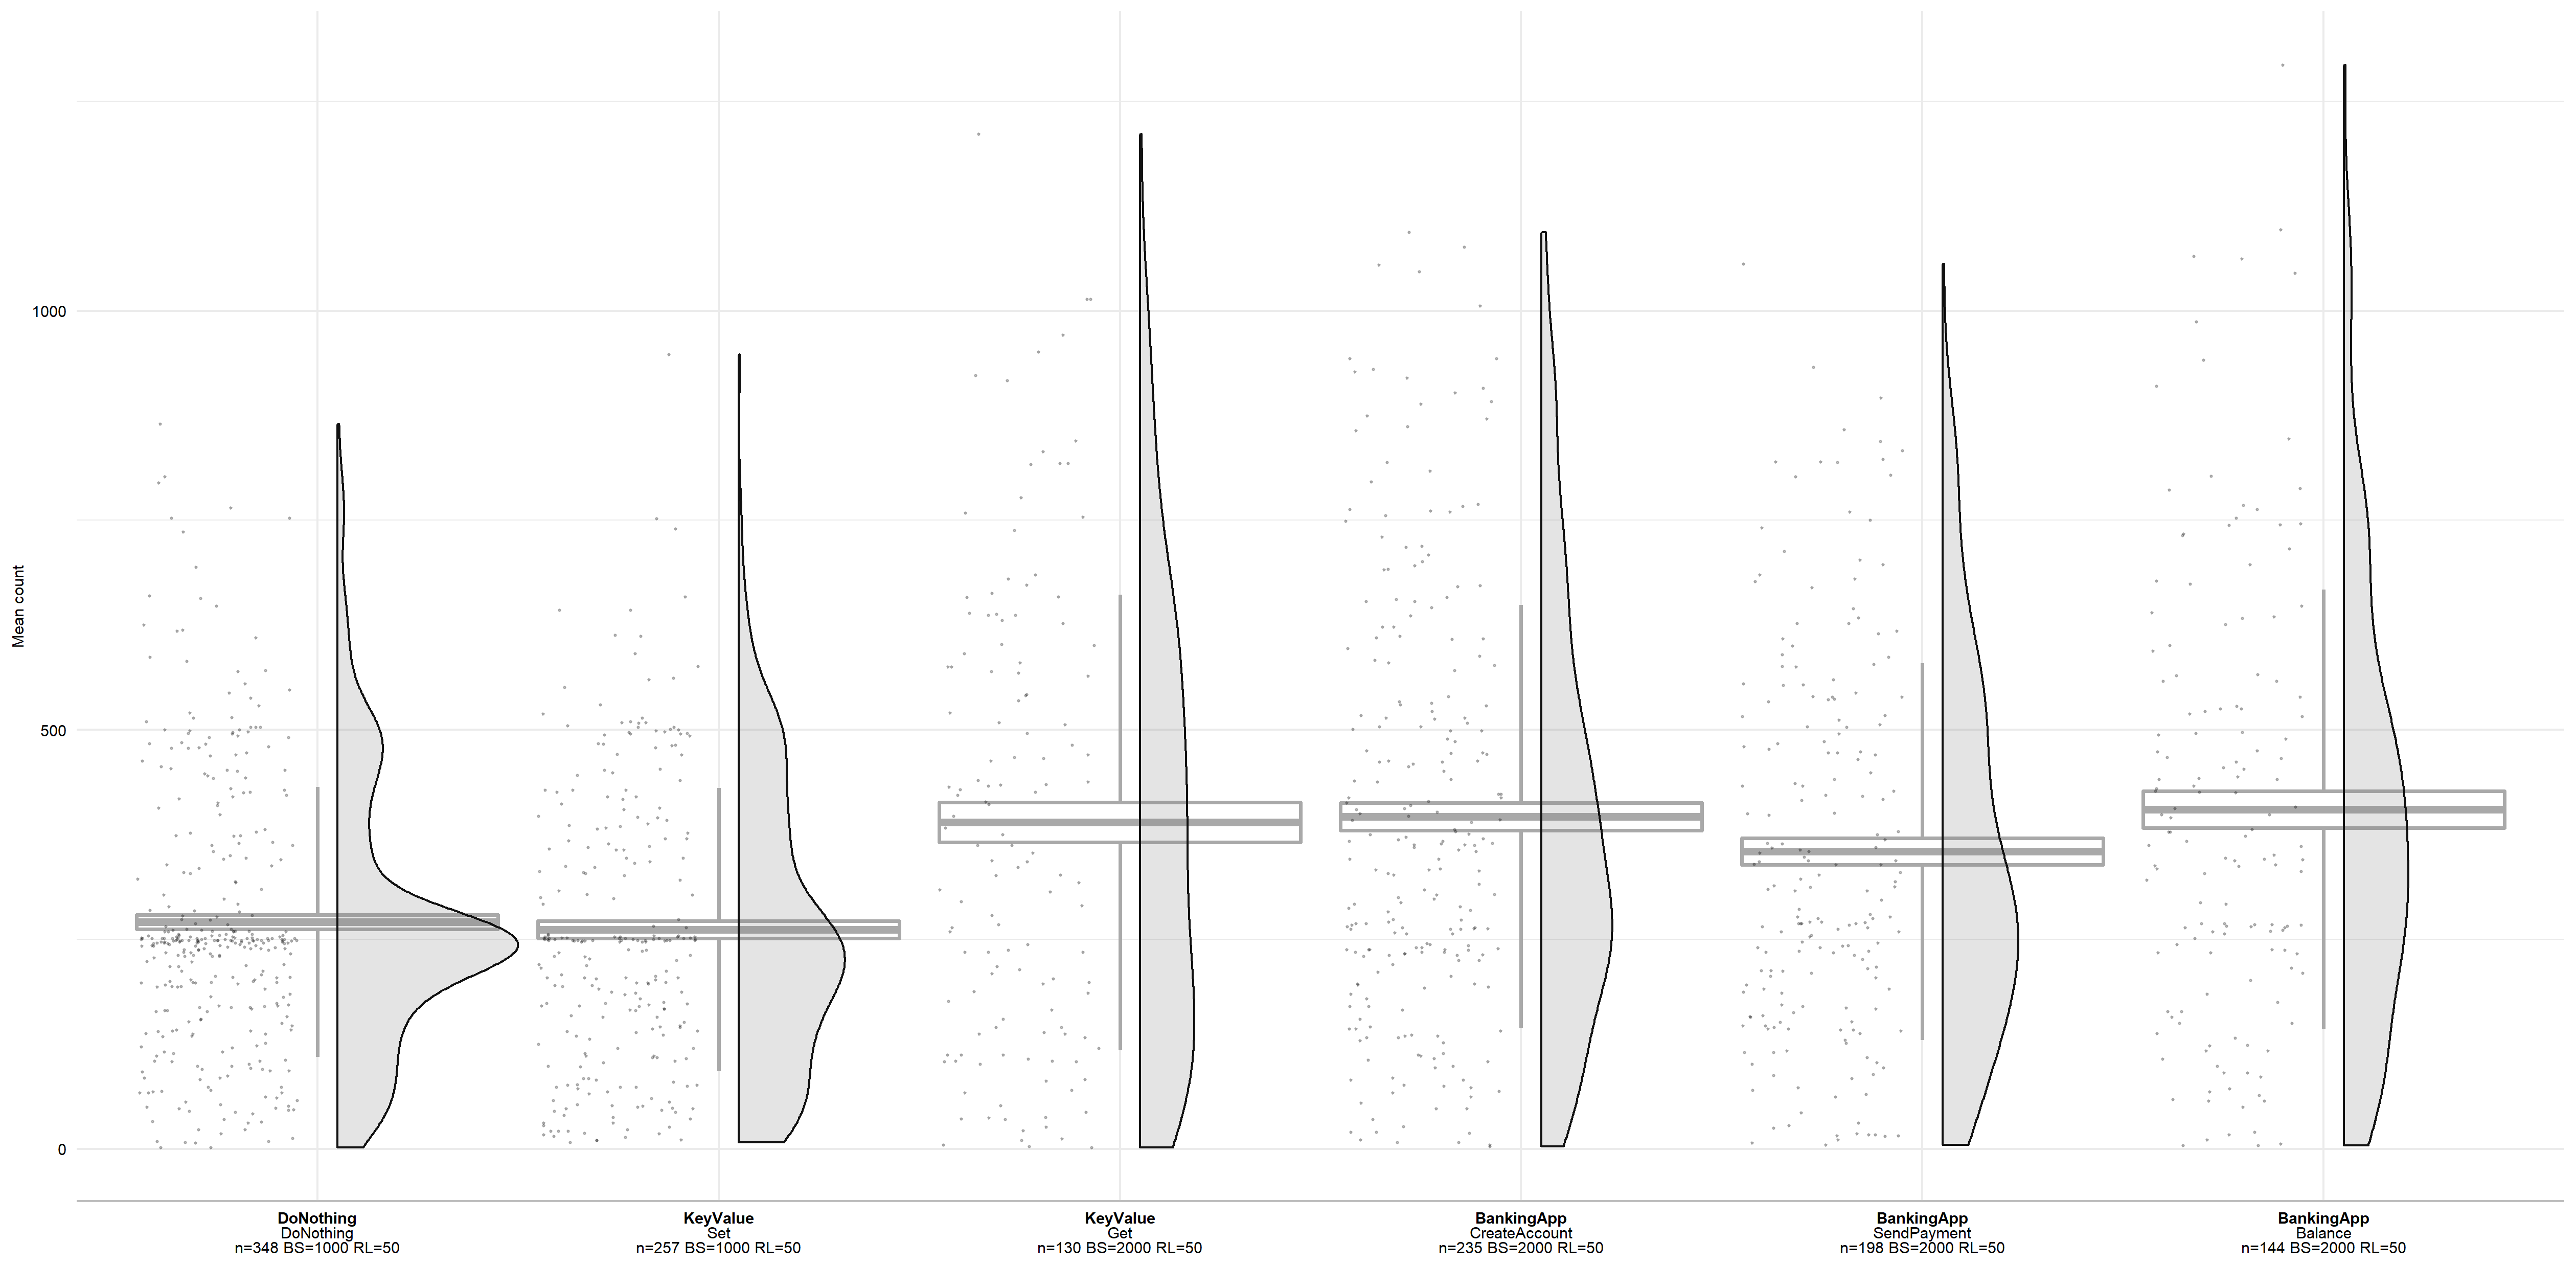 Mean count
1000
500
0
DoNothing
DoNothing
n=348 BS=1000 RL=50
KeyValue
Set
n=257 BS=1000 RL=50
KeyValue
Get
n=130 BS=2000 RL=50
BankingApp
CreateAccount
n=235 BS=2000 RL=50
BankingApp
SendPayment
n=198 BS=2000 RL=50
BankingApp
Balance
n=144 BS=2000 RL=50